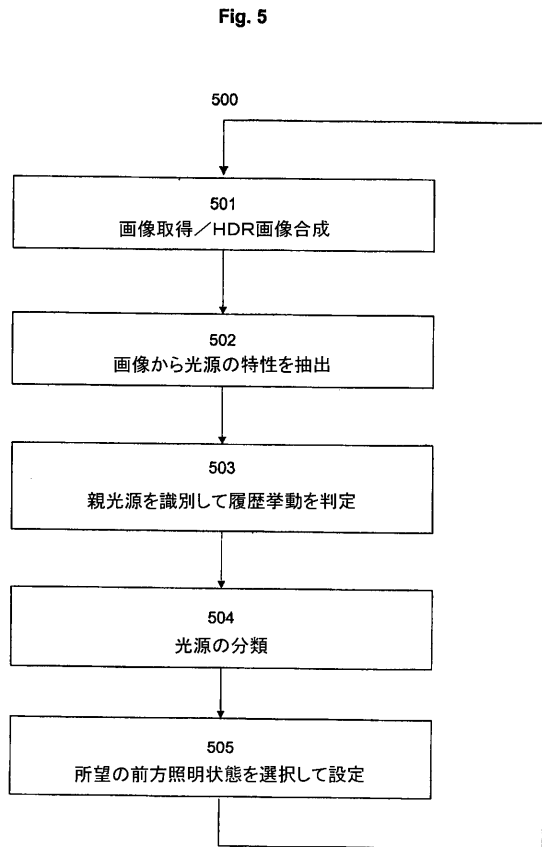 Fig. 5
500
501
画像取得／HDR画像合成
502
画像から光源の特性を抽出
503
親光源を識別して履歴挙動を判定
504
光源の分類
505
所望の前方照明状態を選択して設定